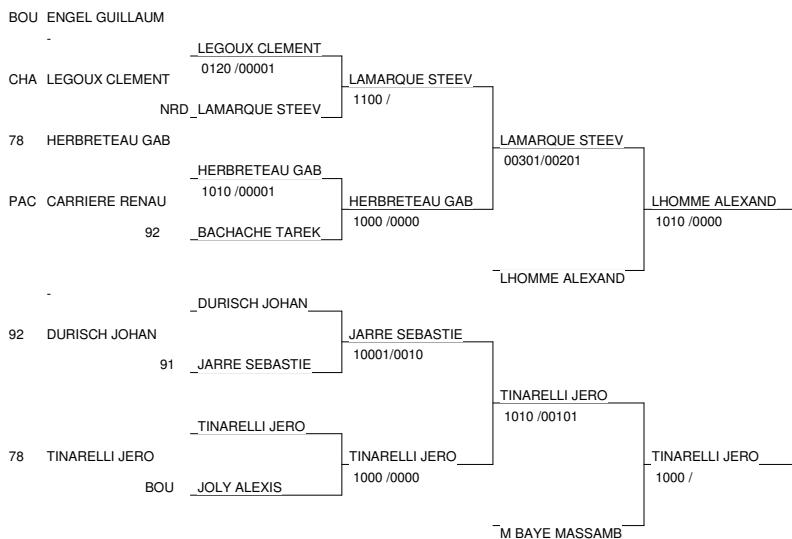 BOU ENGEL GUILLAUM
-
LEGOUX CLEMENT
0120 /00001
CHA LEGOUX CLEMENT
LAMARQUE STEEV
1100 /
NRD LAMARQUE STEEV
78 HERBRETEAU GAB
LAMARQUE STEEV
00301/00201
HERBRETEAU GAB
1010 /00001
PAC CARRIERE RENAU
HERBRETEAU GAB
1000 /0000
LHOMME ALEXAND
1010 /0000
92 BACHACHE TAREK
LHOMME ALEXAND
-
DURISCH JOHAN
92 DURISCH JOHAN
JARRE SEBASTIE
10001/0010
91 JARRE SEBASTIE
TINARELLI JERO
1010 /00101
TINARELLI JERO
78 TINARELLI JERO
TINARELLI JERO
1000 /0000
TINARELLI JERO
1000 /
BOU JOLY ALEXIS
M BAYE MASSAMB